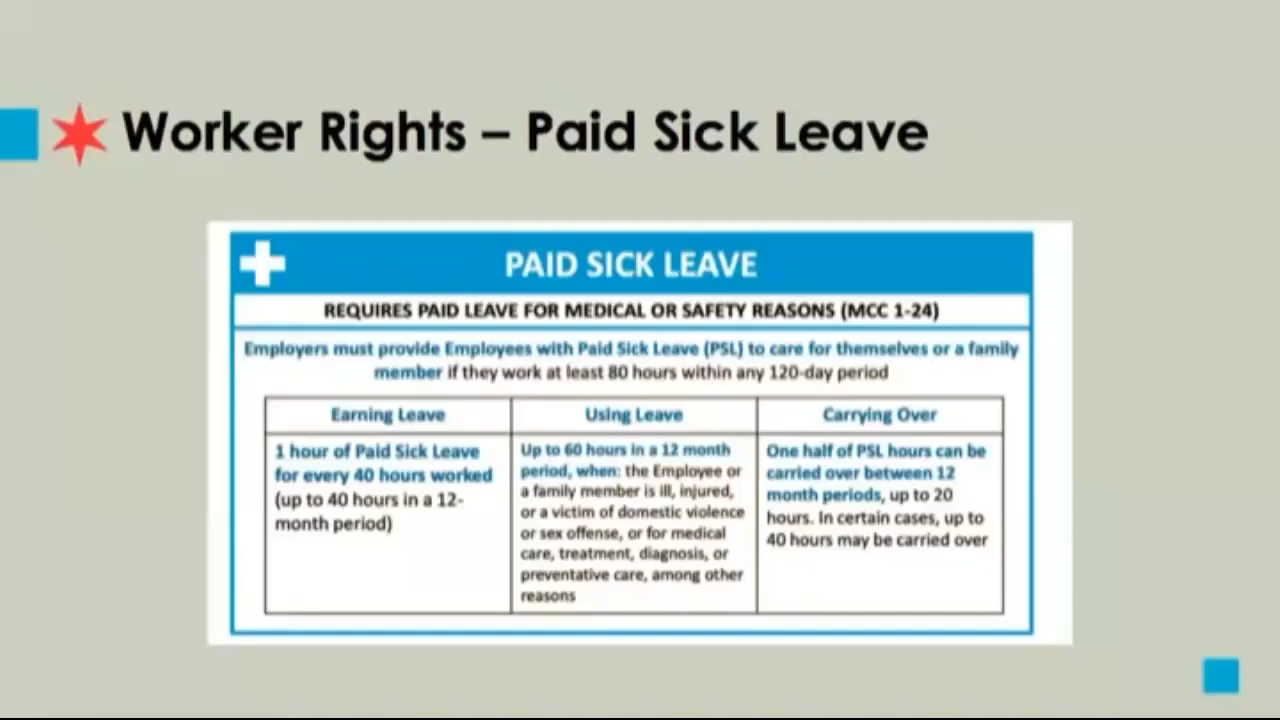 Worker Rights – Paid Sick Leave
PAID SICK LEAVE
REQUIRES PAID LEAVE FOR MEDICAL OR SAFETY REASONS (MCC 1-24)
Employers must provide Employees with Paid Sick Leave (PSL) to care for themselves or a family
member if they work at least 80 hours within any 120-day period
Earning Leave
1 hour of Paid Sick Leave
for every 40 hours worked
(up to 40 hours in a 12-
month period)
Using Leave
Up to 60 hours in a 12 month
period, when: the Employee or
a family member is ill, injured,
or a victim of domestic violence
or sex offense, or for medical
care, treatment, diagnosis, or
preventative care, among other
reasons
Carrying Over
One half of PSL hours can be
carried over between 12
month periods, up to 20
hours. In certain cases, up to
40 hours may be carried over